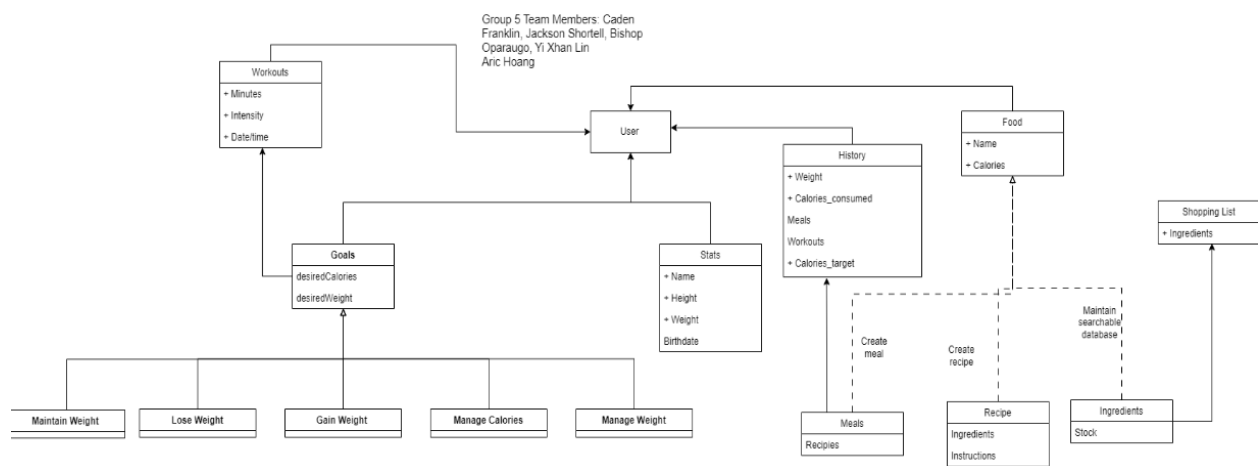 Group 5 Team Members: Caden
Franklin, Jackson Shortell, Bishop
Oparaugo, Yi Xhan Lin
Aric Hoang
Workouts
+ Minutes
+ Intensity
+ Date/time
User
Food
+ Name
+ Calories
History
+ Weight
+ Calories_consumed
Meals
Workouts
+ Calories_target
Shopping List
+ Ingredients
Goals
desiredCalories
desiredWeight
Stats
+ Name
+ Height
+ Weight
Birthdate
Create
meal
Create
recipe
Maintain
searchable
database
Maintain Weight
Lose Weight
Gain Weight
Manage Calories
Manage Weight
Meals
Recipies
Recipe
Ingredients
Instructions
Ingredients
Stock